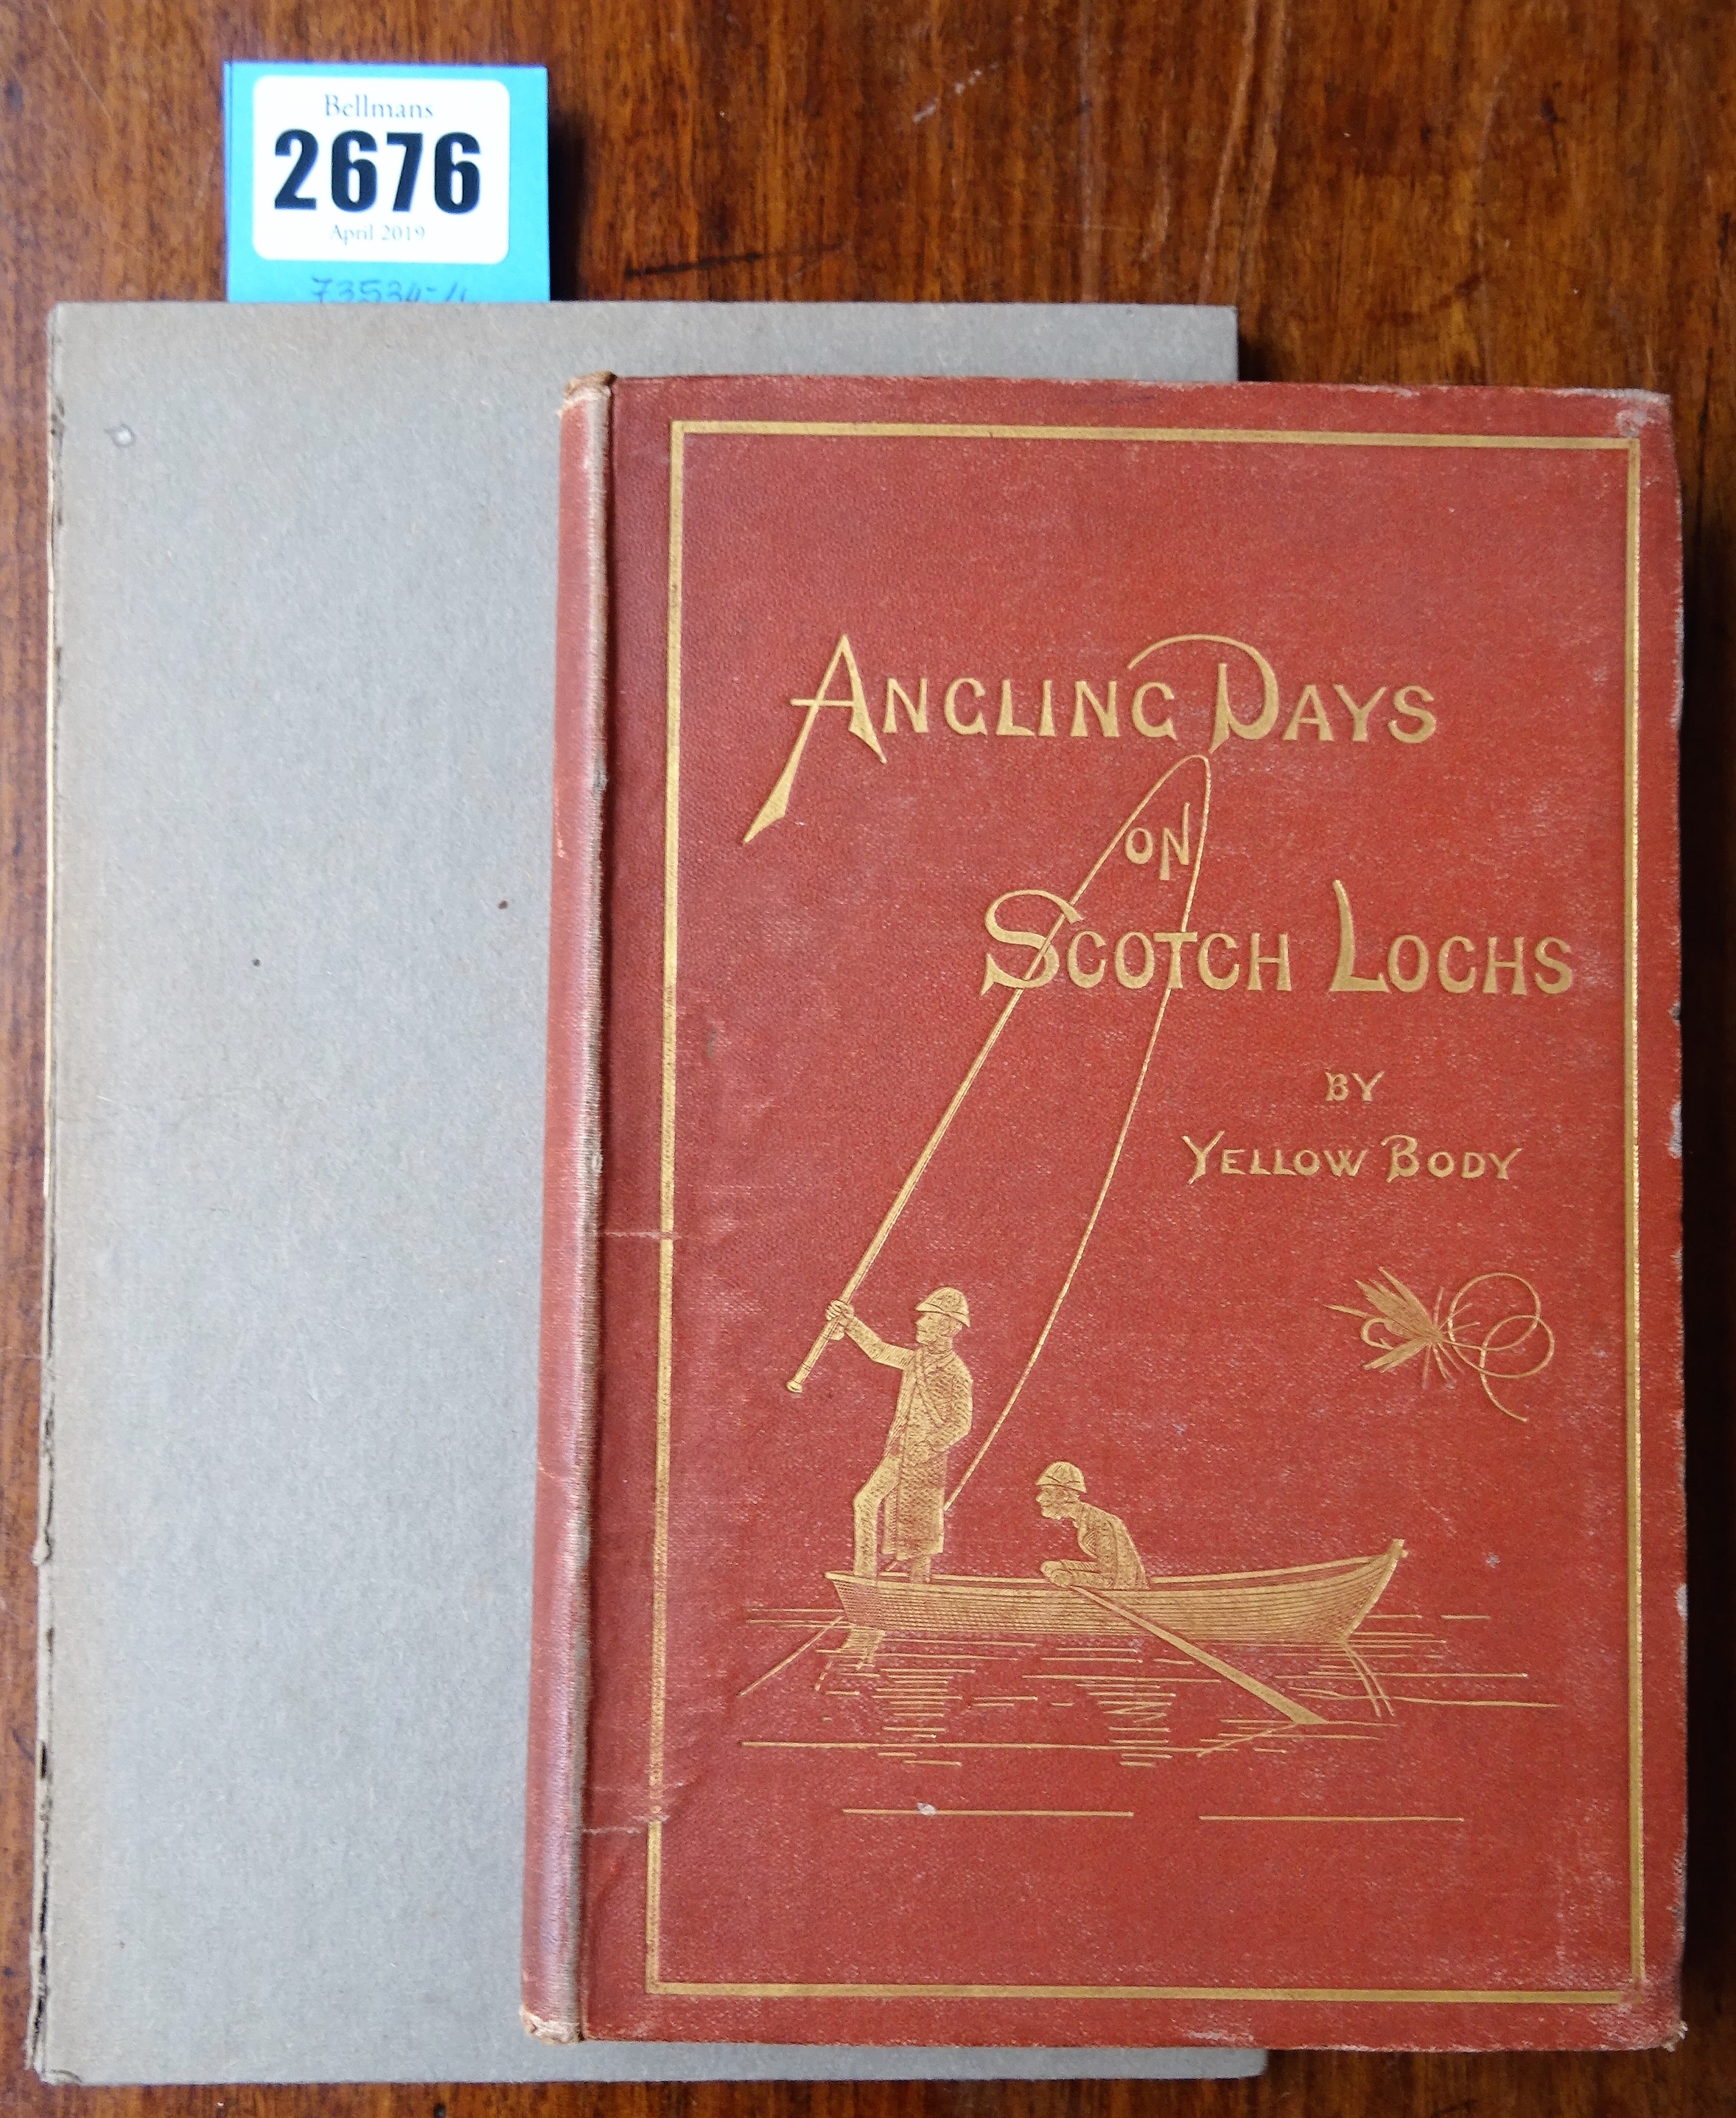 Bellmans
2676
April 2019
ANGLING DAYS
ON
SCOTCH LOCHS
BY
YELLOW BODY